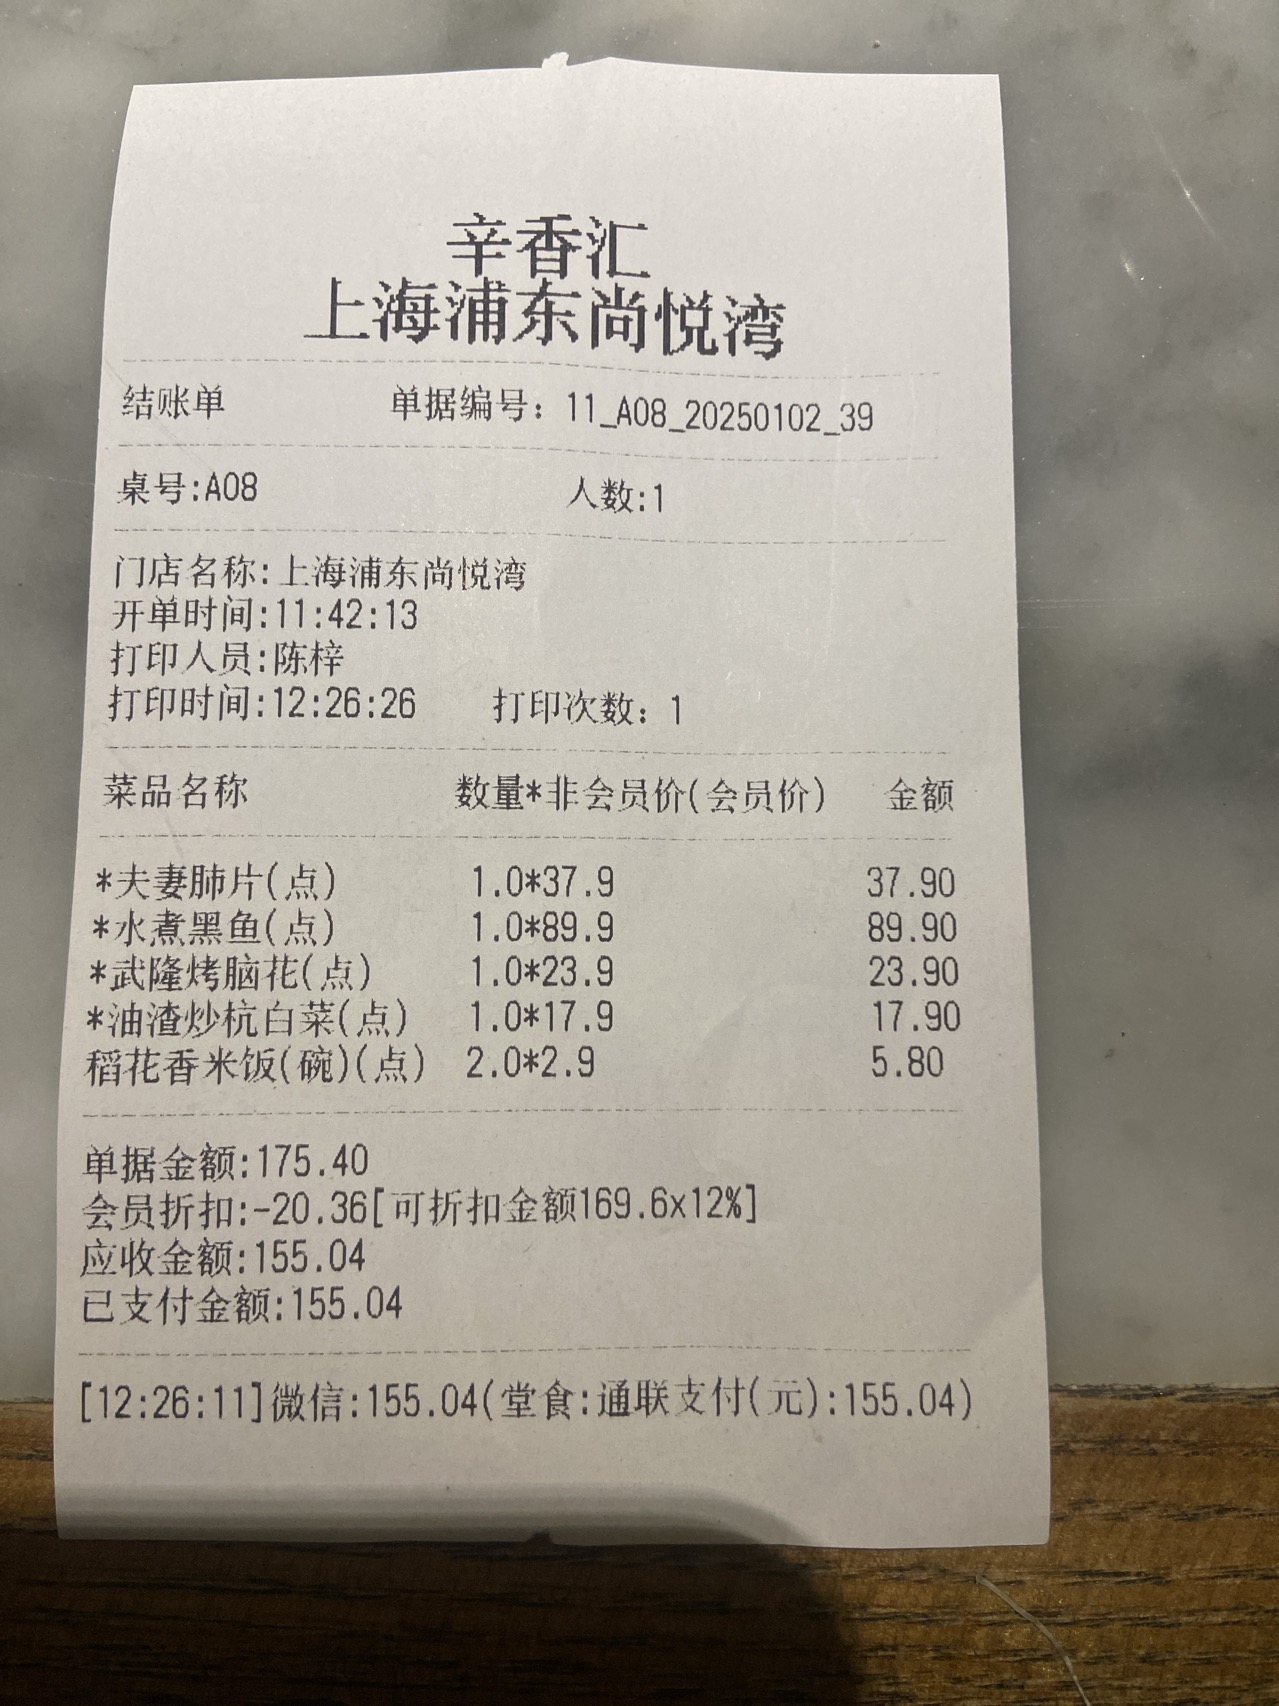 辛香汇
上海浦东尚悦湾
结账单 单据编号：11_A08_20250102_39
桌号:A08 人数:1
门店名称:上海浦东尚悦湾
开单时间:11:42:13
打印人员:陈梓
打印时间:12:26:26 打印次数：1
菜品名称 数量*非会员价(会员价) 金额
*夫妻肺片(点) 1.0*37.9 37.90
*水煮黑鱼(点) 1.0*89.9 89.90
*武隆烤脑花(点) 1.0*23.9 23.90
*油渣炒杭白菜(点) 1.0*17.9 17.90
稻花香米饭(碗)(点) 2.0*2.9 5.80
单据金额:175.40
会员折扣:-20.36[可折扣金额169.6x12%]
应收金额:155.04
已支付金额:155.04
[12:26:11]微信:155.04(堂食:通联支付(元):155.04)